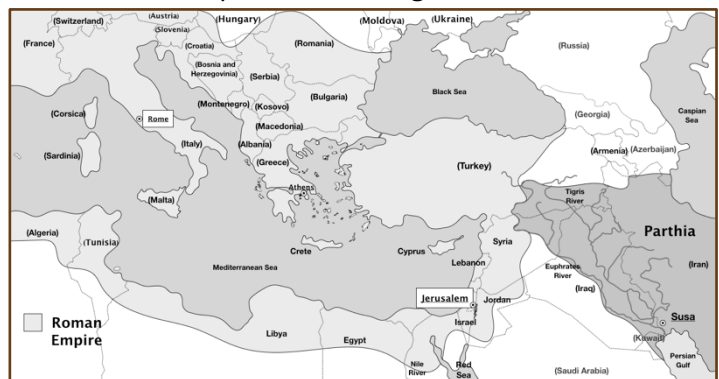 (Switzerland)
(Austria)
(Hungary)
(Moldova)
(Ukraine)
(France)
(Slovenia)
(Croatia)
(Romania)
(Russia)
(Bosnia and
Herzegovinia)
(Serbia)
(Bulgaria)
Black Sea
Caspian
Sea
(Corsica)
Rome
(Montenegro)
(Kosovo)
(Macedonia)
(Georgia)
(Sardinia)
(Italy)
(Albania)
(Greece)
(Armenia)
(Azerbaijan)
(Turkey)
Athens
(Malta)
Tigris
River
Parthia
(Algeria)
(Tunisia)
Crete
Cyprus
Syria
Lebanon
(Iran)
Mediterranean Sea
Euphrates
River
(Iraq)
Jerusalem
Jordan
Israel
Susa
Roman
Empire
Libya
Egypt
(Kuwait)
Persian
Gulf
Nile
River
Red
Sea
(Saudi Arabia)